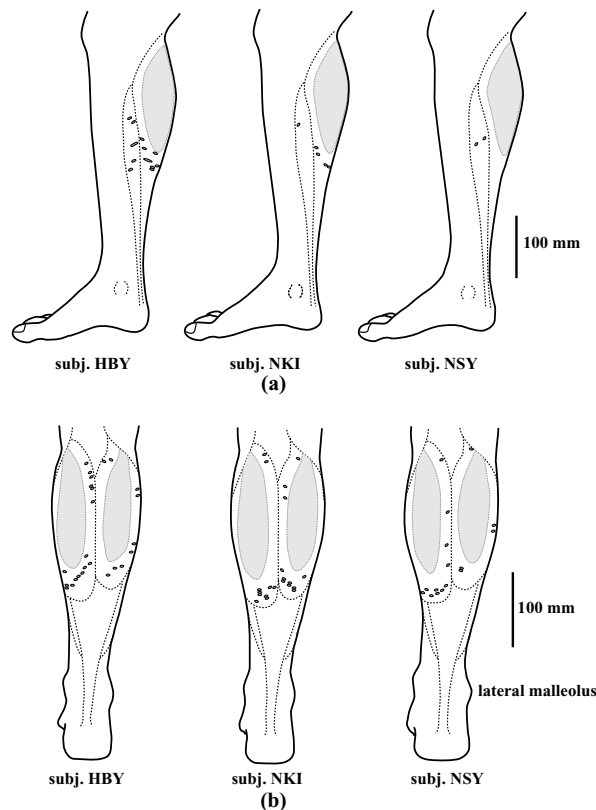 100 mm
subj. HBY
subj. NKI
subj. NSY
(a)
100 mm
lateral malleolus
subj. HBY
subj. NKI
subj. NSY
(b)